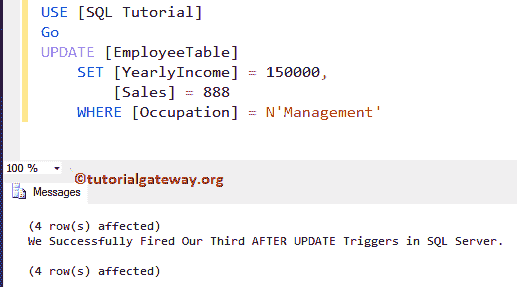 USE [SQL Tutorial]
Go
UPDATE [EmployeeTable]
SET [YearlyIncome] = 150000,
[Sales] = 888
WHERE [Occupation] = N'Management'
100 %
©tutorialgateway.org
Messages
(4 row(s) affected)
We Successfully Fired Our Third AFTER UPDATE Triggers in SQL Server.
(4 row(s) affected)